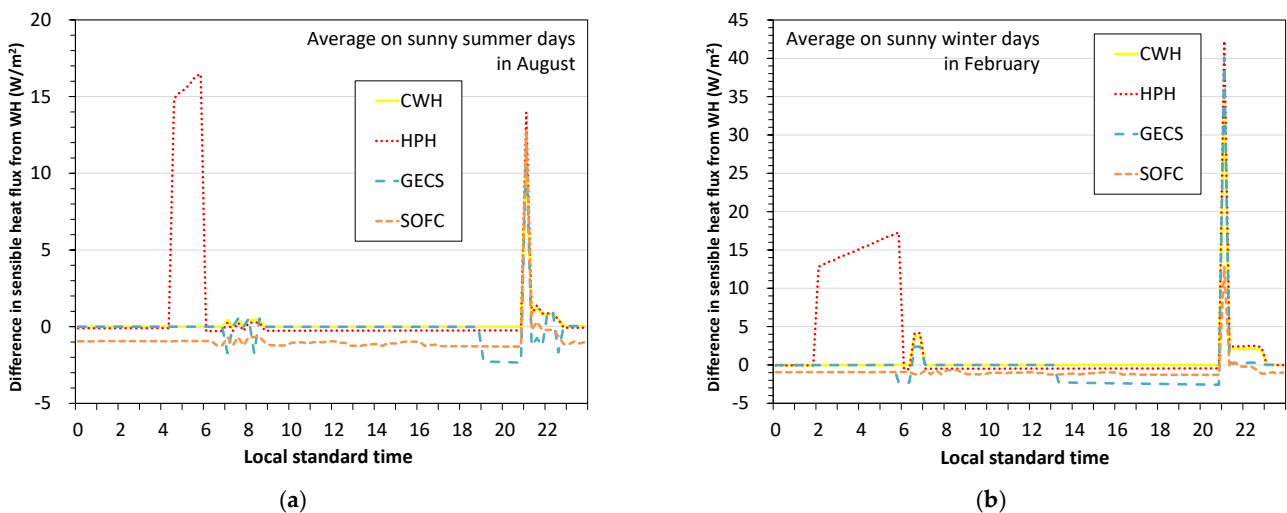 20
15
10
5
0
-5
Difference in sensible heat flux from WH (W/m²)
Average on sunny summer days
in August
CWH
HPH
GECS
SOFC
0 2 4 6 8 10 12 14 16 18 20 22
Local standard time
(a)
45
40
35
30
25
20
15
10
5
0
-5
Difference in sensible heat flux from WH (W/m²)
Average on sunny winter days
in February
CWH
HPH
GECS
SOFC
0 2 4 6 8 10 12 14 16 18 20 22
Local standard time
(b)